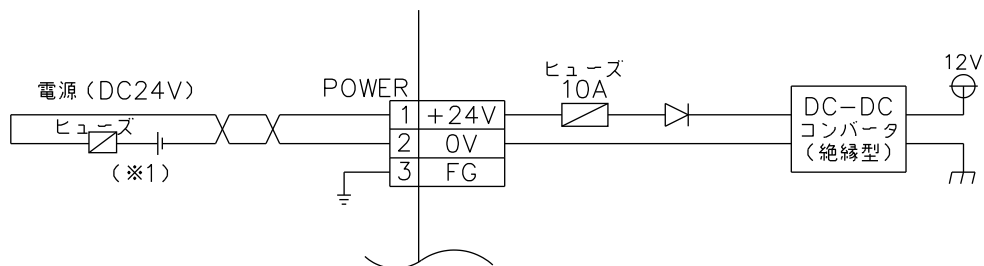 電源（DC24V）
ヒューズ
（※1）
POWER
1 +24V
2 0V
3 FG
ヒューズ
10A
DC−DC
コンバータ
（絶縁型）
12V